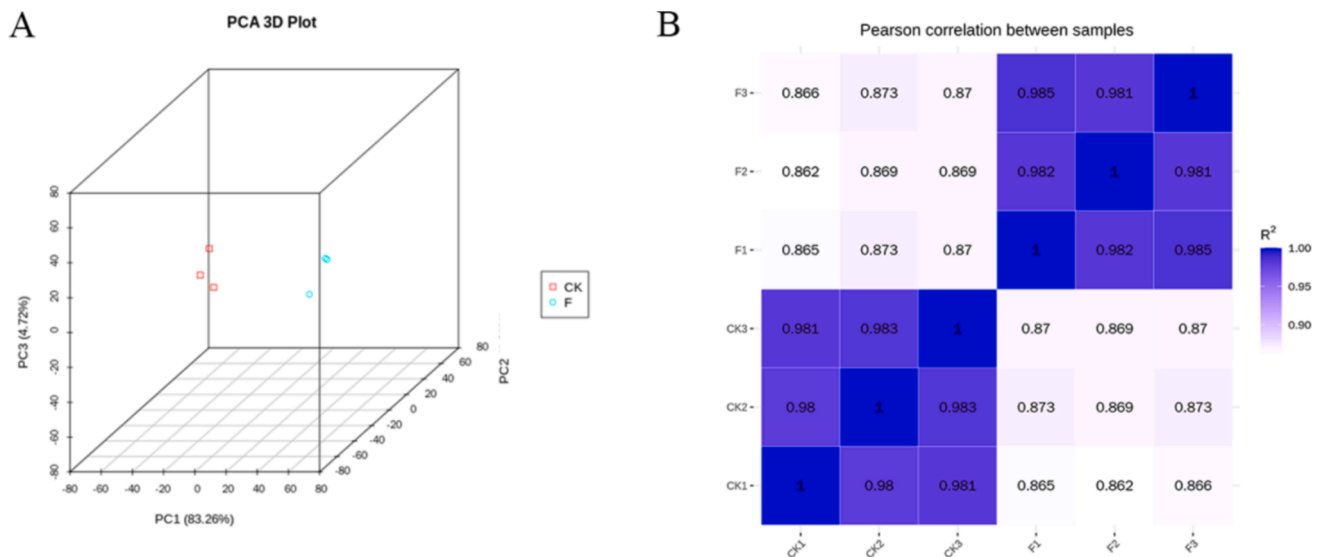 A
PCA 3D Plot
PC3 (4.72%)
80
60
40
20
0
-20
-40
-60
-80
-80 -60 -40 -20 0 20 40 60 80
PC1 (83.26%)
-80
-60
-40
-20
0
20
40
60
80
PC2
CK
F
B
Pearson correlation between samples
F3 0.866 0.873 0.87 0.985 0.981 1
F2 0.862 0.869 0.869 0.982 1 0.981
F1 0.865 0.873 0.87 1 0.982 0.985
CK3 0.981 0.983 1 0.87 0.869 0.87
CK2 0.98 1 0.983 0.873 0.869 0.873
CK1 1 0.98 0.981 0.865 0.862 0.866
CK1 CK2 CK3 F1 F2 F3
R²
1.00
0.95
0.90